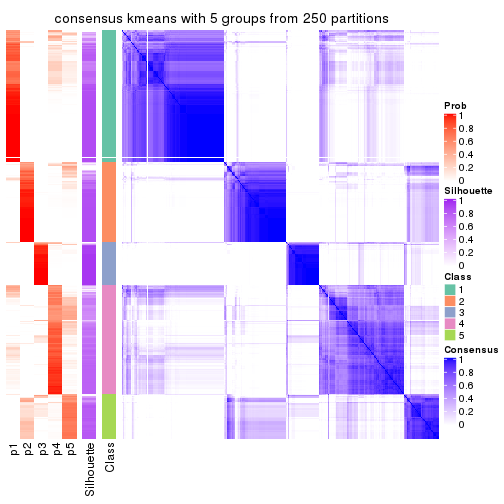 consensus kmeans with 5 groups from 250 partitions
Prob
1
0.8
0.6
0.4
0.2
0
Silhouette
1
0.8
0.6
0.4
0.2
0
Class
1
2
3
4
5
Consensus
1
0.8
0.6
0.4
0.2
0
p1
p2
p3
p4
p5
Silhouette
Class